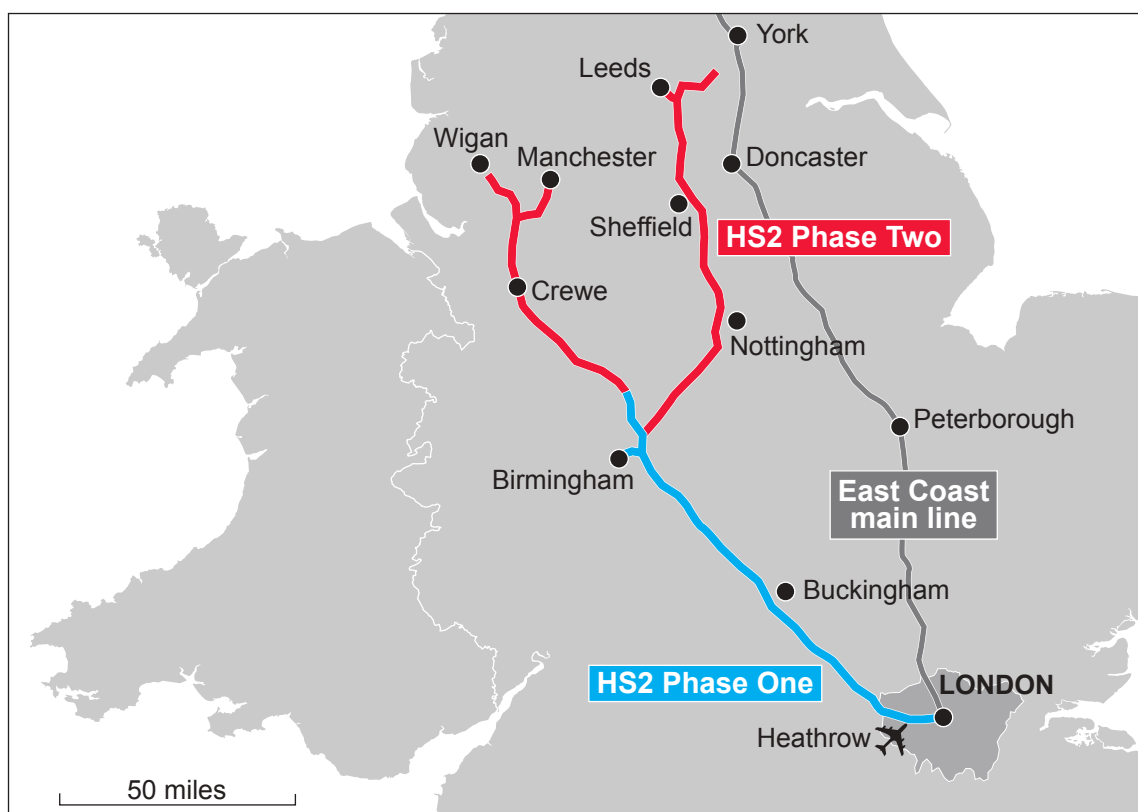 York
Leeds
Wigan
Manchester
Doncaster
Sheffield
HS2 Phase Two
Crewe
Nottingham
Peterborough
Birmingham
East Coast
main line
Buckingham
HS2 Phase One
LONDON
Heathrow
50 miles